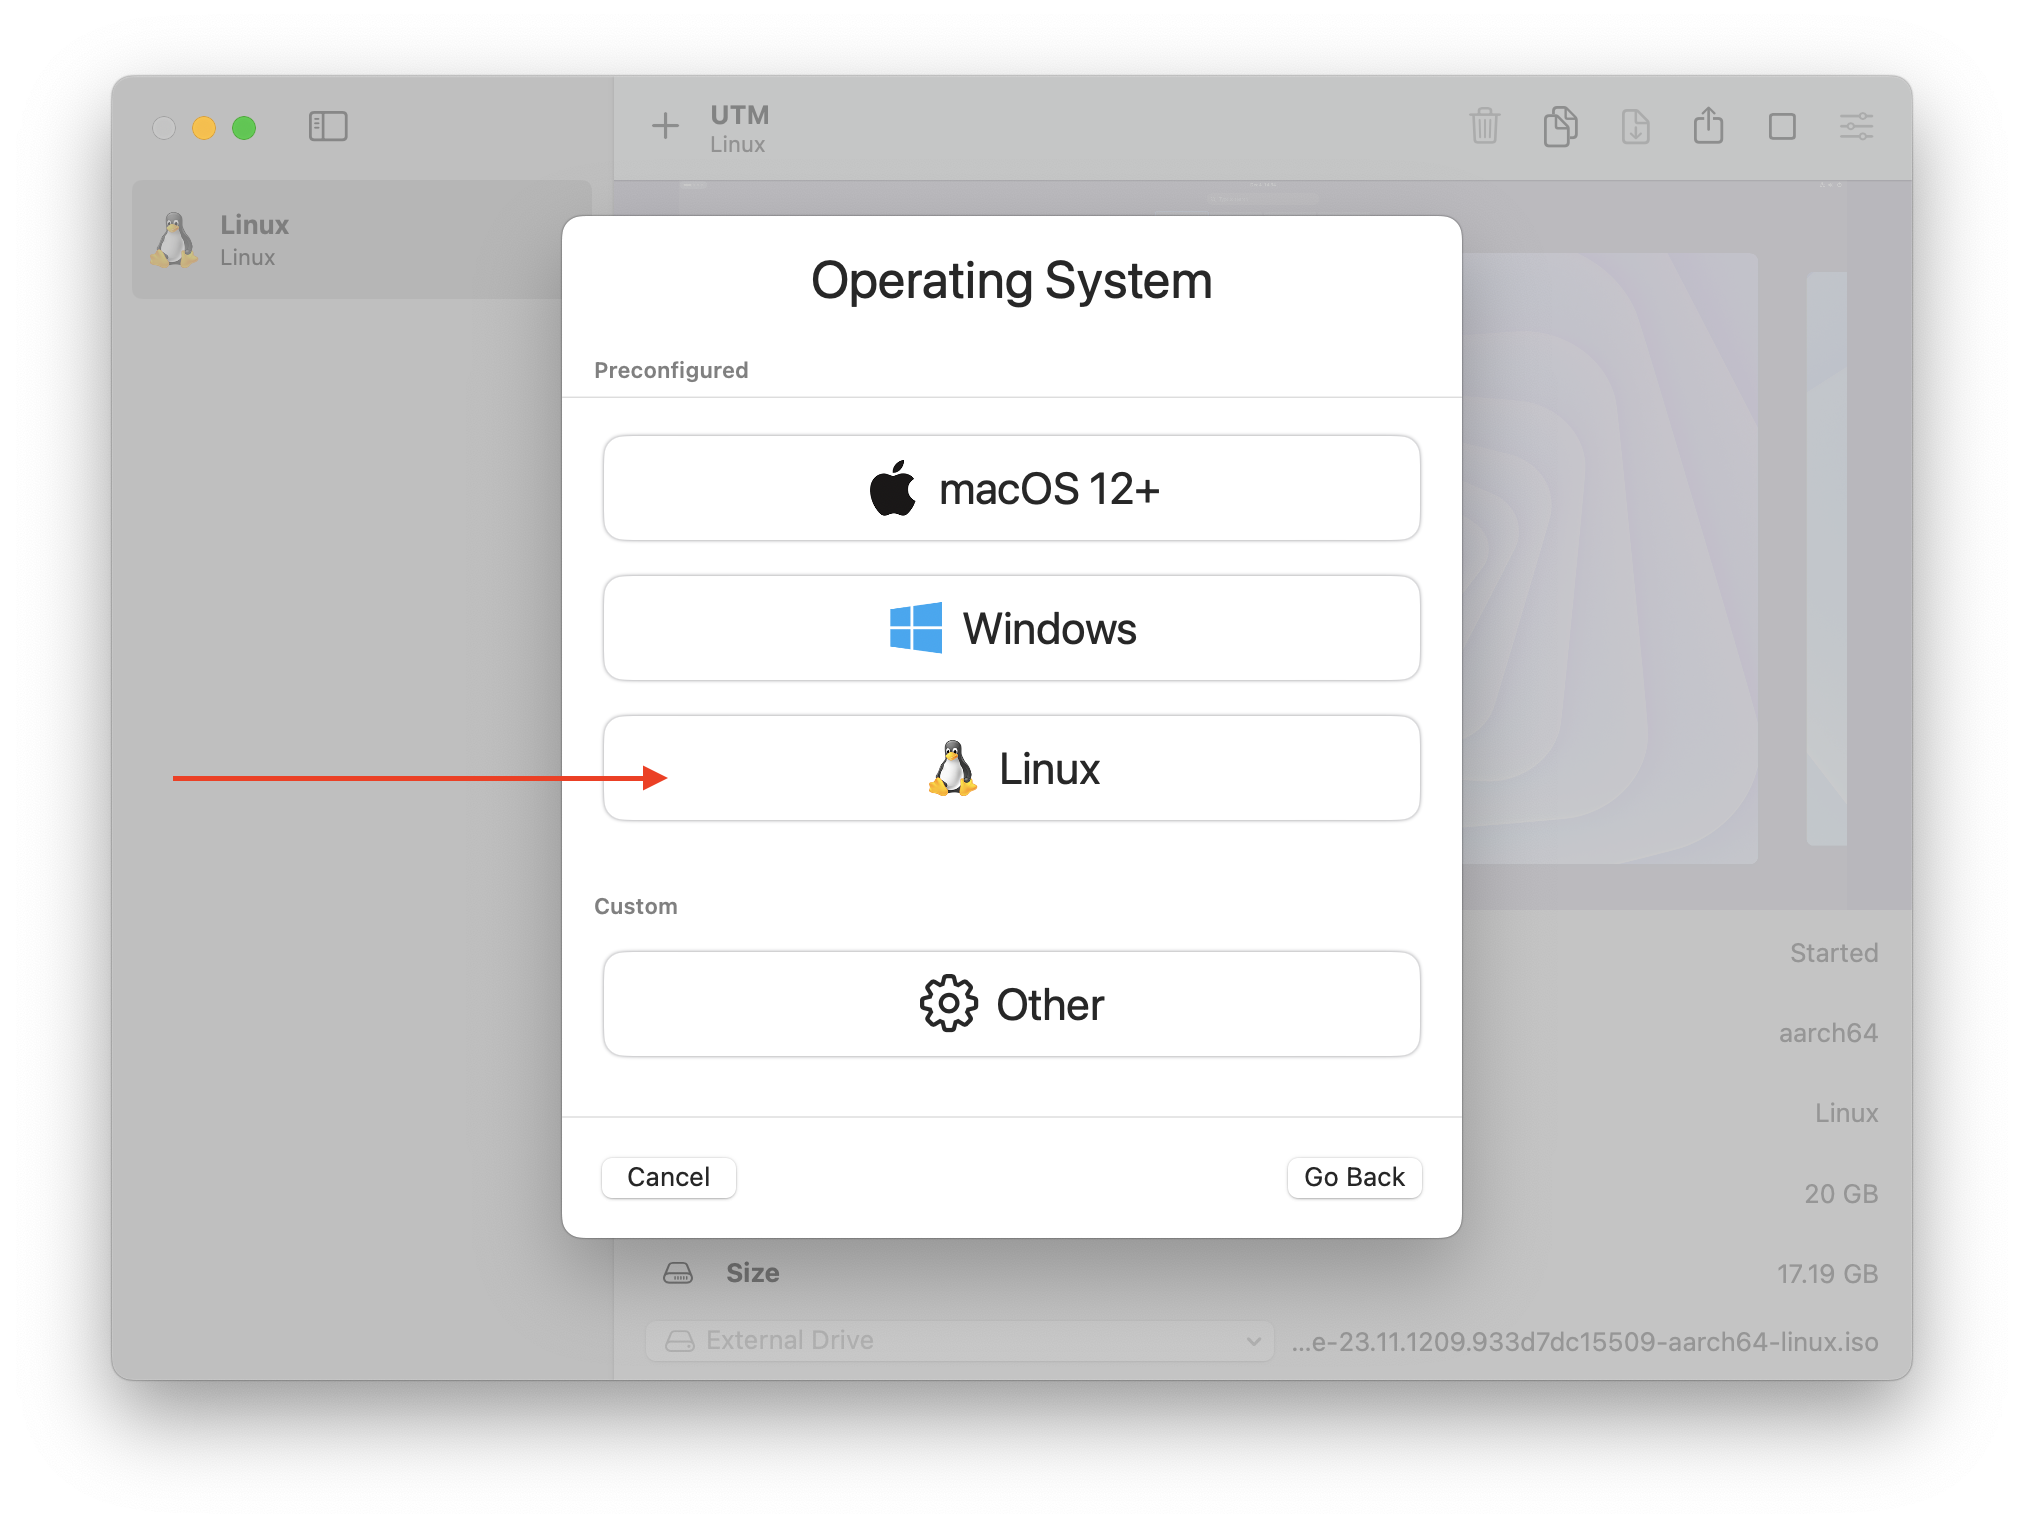 UTM
Linux
Linux
Linux
Operating System
Preconfigured
macOS 12+
Windows
Linux
Custom
Other
Cancel
Go Back
Started
aarch64
Linux
20 GB
Size
17.19 GB
External Drive
...e-23.11.1209.933d7dc15509-aarch64-linux.iso